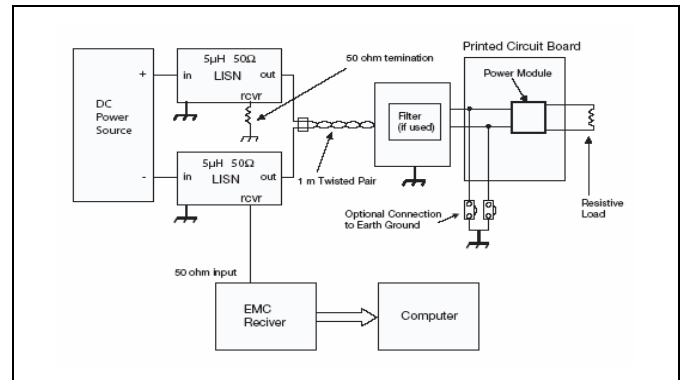 Printed Circuit Board
50 ohm temination
Power Module
5µH 50Ω
LISN
in
out
rcvr
+
DC
Power
Source
-
Filter
(if used)
5µH 50Ω
LISN
in
out
rcvr
1 m Twisted Pair
Optional Connection
to Earth Ground
Resistive
Load
50 ohm input
EMC
Reciver
Computer